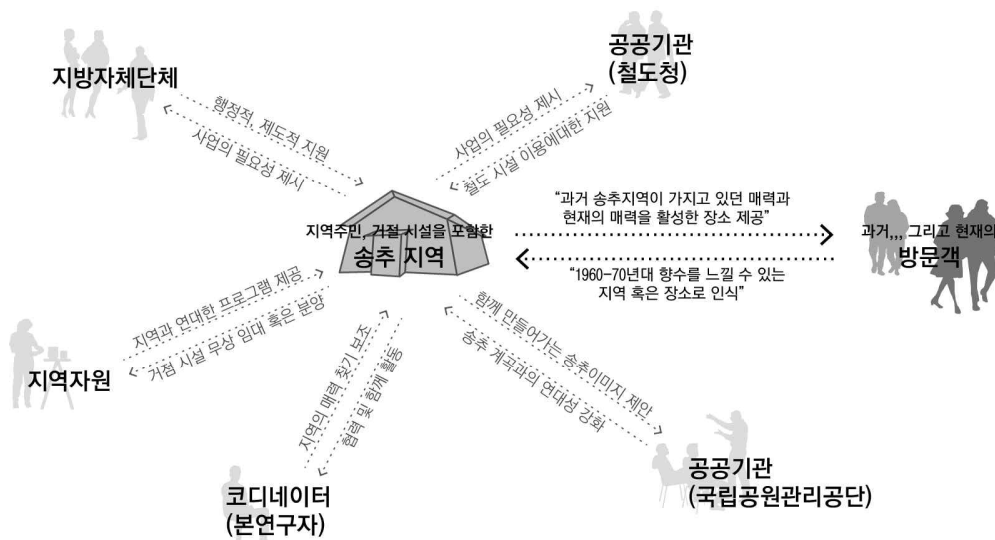 공공기관
(철도청)
지방자체단체
행정적, 제도적 지원
사업의 필요성 제시
사업의 필요성 제시
철도 시설 이용에대한 지원
“과거 송추지역이 가지고 있던 매력과
현재의 매력을 활성한 장소 제공”
지역주민, 거절 시설을 포함한
송추 지역
과거,,, 그리고 현재의
방문객
“1960-70년대 향수를 느낄 수 있는
지역 혹은 장소로 인식”
지역과 연대한 프로그램 제공
거점 시설 무상 임대 혹은 분양
지역자원
지역의 매력 찾기 보조
협력 및 함께 활동
함께 만들어가는 송추이미지 제안
송추 계곡과의 연대성 강화
코디네이터
(본연구자)
공공기관
(국립공원관리공단)